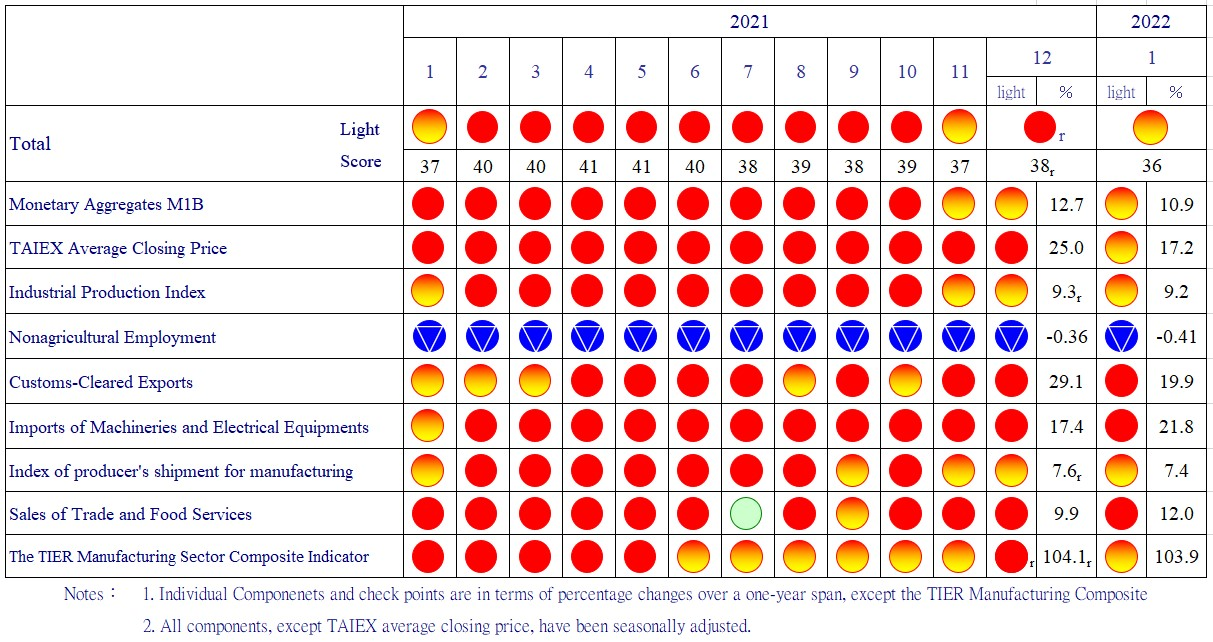 2021 2022
1 2 3 4 5 6 7 8 9 10 11 12 1
light % light %
Total Light
Score 37 40 40 41 41 40 38 39 38 39 37 38r 36
r
Monetary Aggregates M1B 12.7 10.9
TAIEX Average Closing Price 25.0 17.2
Industrial Production Index 9.3r 9.2
Nonagricultural Employment -0.36 -0.41
Customs-Cleared Exports 29.1 19.9
Imports of Machineries and Electrical Equipments 17.4 21.8
Index of producer's shipment for manufacturing 7.6r 7.4
Sales of Trade and Food Services 9.9 12.0
The TIER Manufacturing Sector Composite Indicator r 104.1r 103.9
Notes： 1. Individual Componenets and check points are in terms of percentage changes over a one-year span, except the TIER Manufacturing Composite
2. All components, except TAIEX average closing price, have been seasonally adjusted.